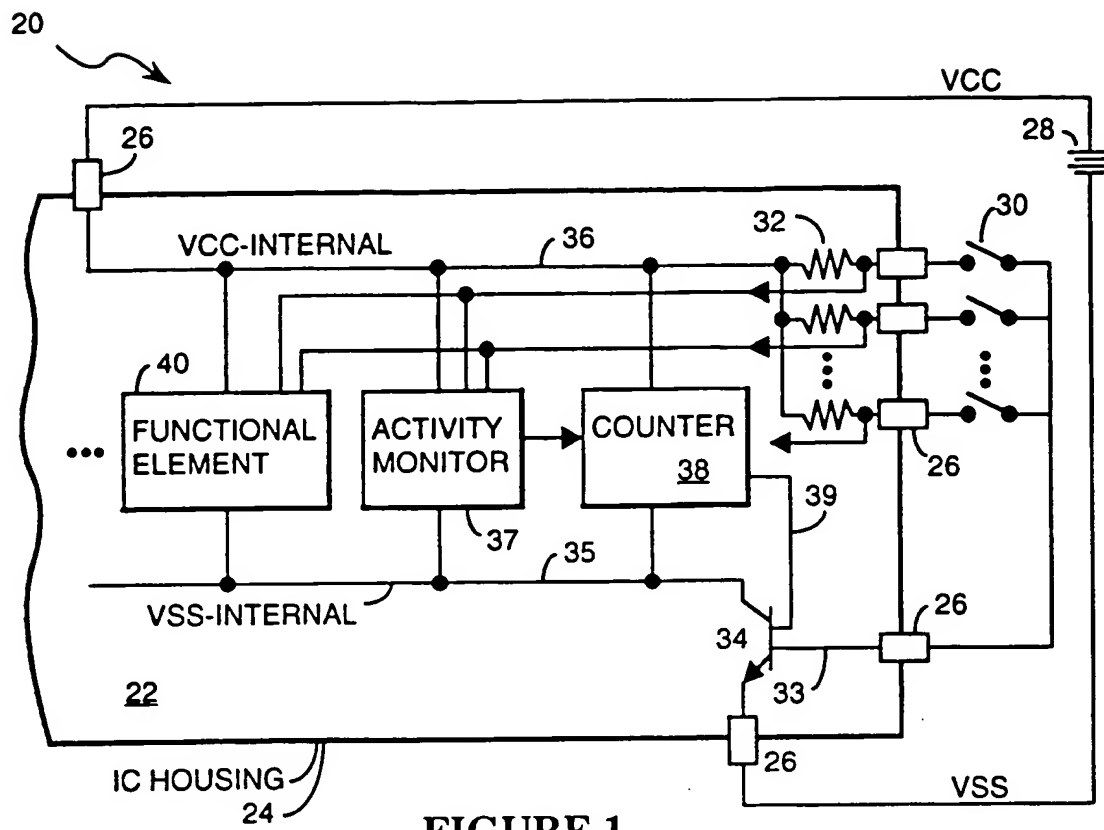 20
VCC
26
28
VCC-INTERNAL
36
32
30
40
FUNCTIONAL
ELEMENT
ACTIVITY
MONITOR
COUNTER
38
26
37
39
35
VSS-INTERNAL
34
26
33
22
26
IC HOUSING
24
VSS
FIGURE 1